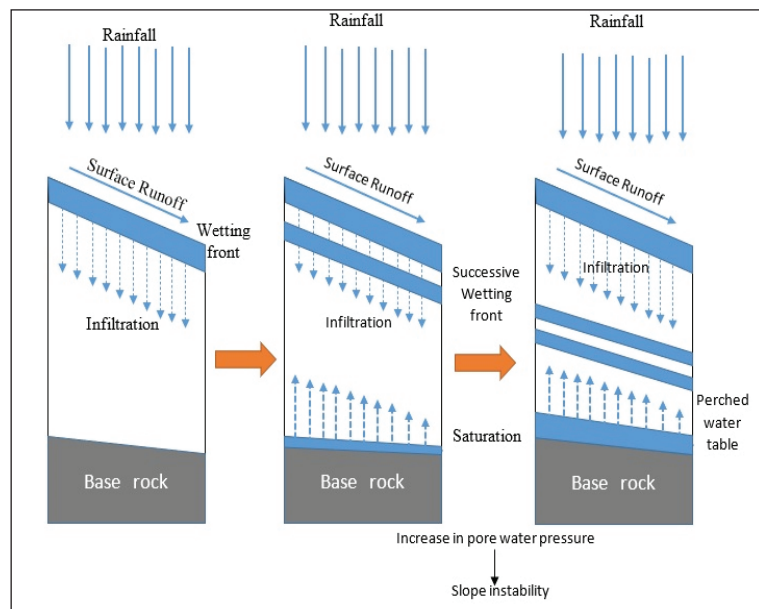 Rainfall
Surface Runoff
Wetting
front
Infiltration
Base rock
Rainfall
Surface Runoff
Successive
Wetting
front
Infiltration
Saturation
Base rock
Rainfall
Surface Runoff
Infiltration
Perched
water
table
Base rock
Increase in pore water pressure
Slope instability